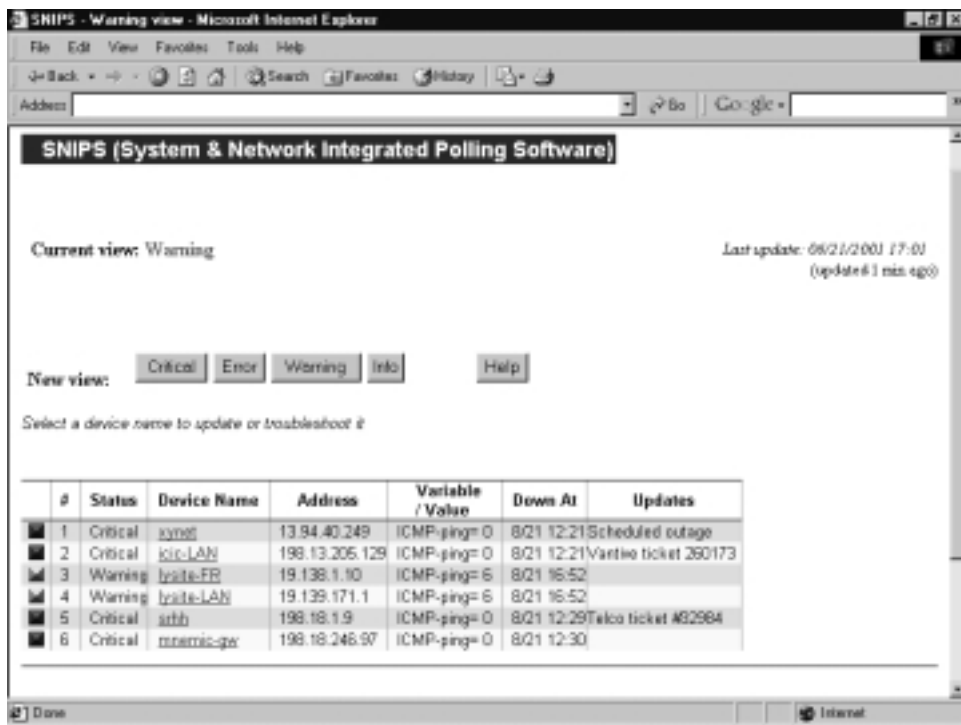 SNIPS - Warning view - Microsoft Internet Explorer
File Edit View Favorites Tools Help
Back Search Favorites History
Address Go Google
SNIPS (System & Network Integrated Polling Software)
Current view: Warning
Last update: 08/21/2001 17:01
(updated 1 min ago)
New view: Critical Error Warning Info Help
Select a device name to update or troubleshoot it
# Status Device Name Address Variable / Value Down At Updates
1 Critical xynet 13.94.40.249 ICMP-ping= 0 8/21 12:21 Scheduled outage
2 Critical icic-LAN 198.13.205.129 ICMP-ping= 0 8/21 12:21 Vantive ticket 260173
3 Warning lysite-FR 19.138.1.10 ICMP-ping= 6 8/21 16:52
4 Warning lysite-LAN 19.139.171.1 ICMP-ping= 6 8/21 16:52
5 Critical srhh 198.18.1.9 ICMP-ping= 0 8/21 12:29 Telco ticket #82984
6 Critical mnemic-gw 198.18.246.97 ICMP-ping= 0 8/21 12:30
Done Internet